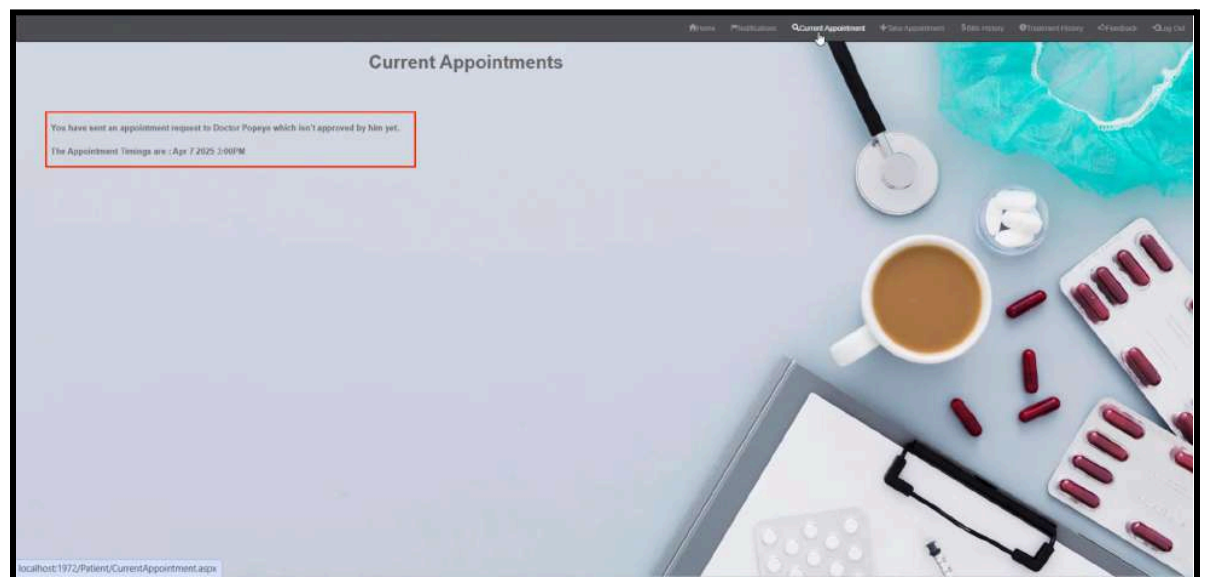 Home Notifications Current Appointment Take Appointment Bills History Treatment History Feedback Log Out
Current Appointments
You have sent an appointment request to Doctor Popeye which isn't approved by him yet.
The Appointment Timings are : Apr 7 2025 2:00PM
localhost:1972/Patient/CurrentAppointment.aspx